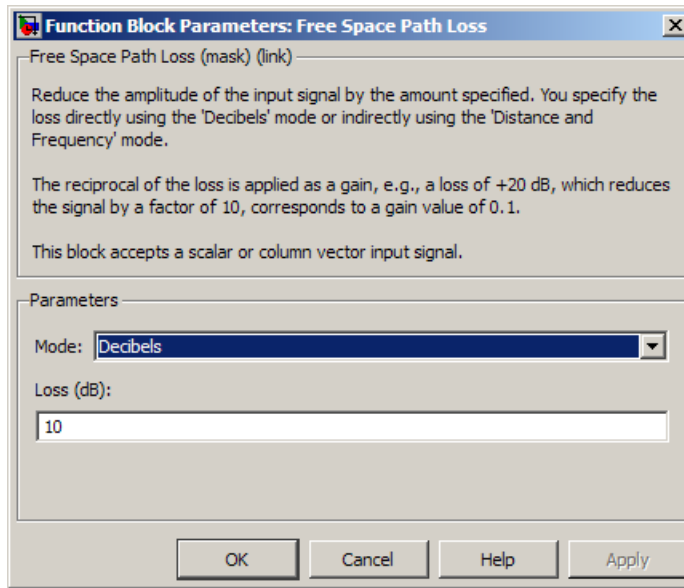 Function Block Parameters: Free Space Path Loss
Free Space Path Loss (mask) (link)
Reduce the amplitude of the input signal by the amount specified. You specify the
loss directly using the 'Decibels' mode or indirectly using the 'Distance and
Frequency' mode.
The reciprocal of the loss is applied as a gain, e.g., a loss of +20 dB, which reduces
the signal by a factor of 10, corresponds to a gain value of 0.1.
This block accepts a scalar or column vector input signal.
Parameters
Mode: Decibels
Loss (dB):
10
OK Cancel Help Apply